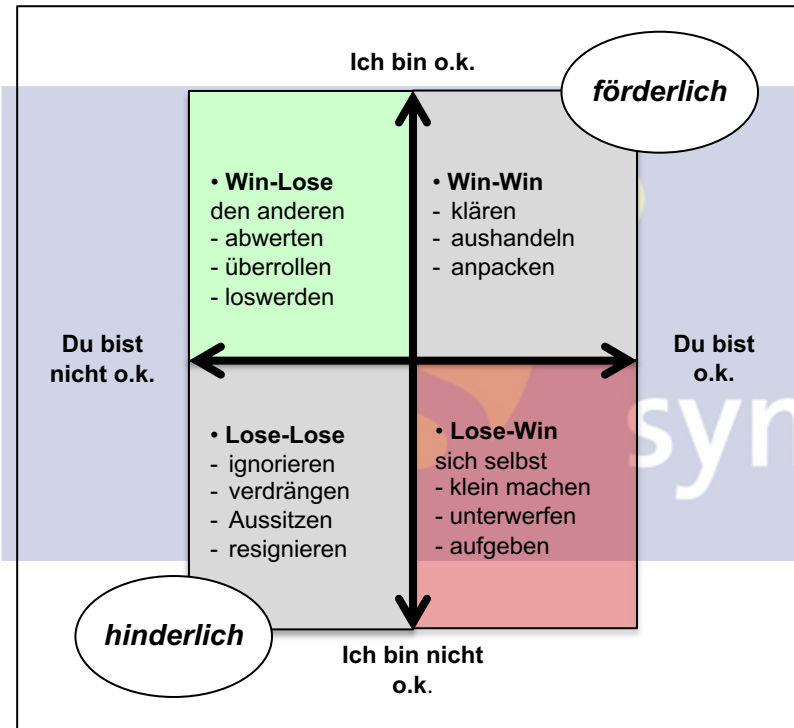 Ich bin o.k.
förderlich
• Win-Lose
den anderen
- abwerten
- überrollen
- loswerden
• Win-Win
- klären
- aushandeln
- anpacken
Du bist
nicht o.k.
Du bist
o.k.
• Lose-Lose
- ignorieren
- verdrängen
- Aussitzen
- resignieren
• Lose-Win
sich selbst
- klein machen
- unterwerfen
- aufgeben
syn
hinderlich
Ich bin nicht
o.k.